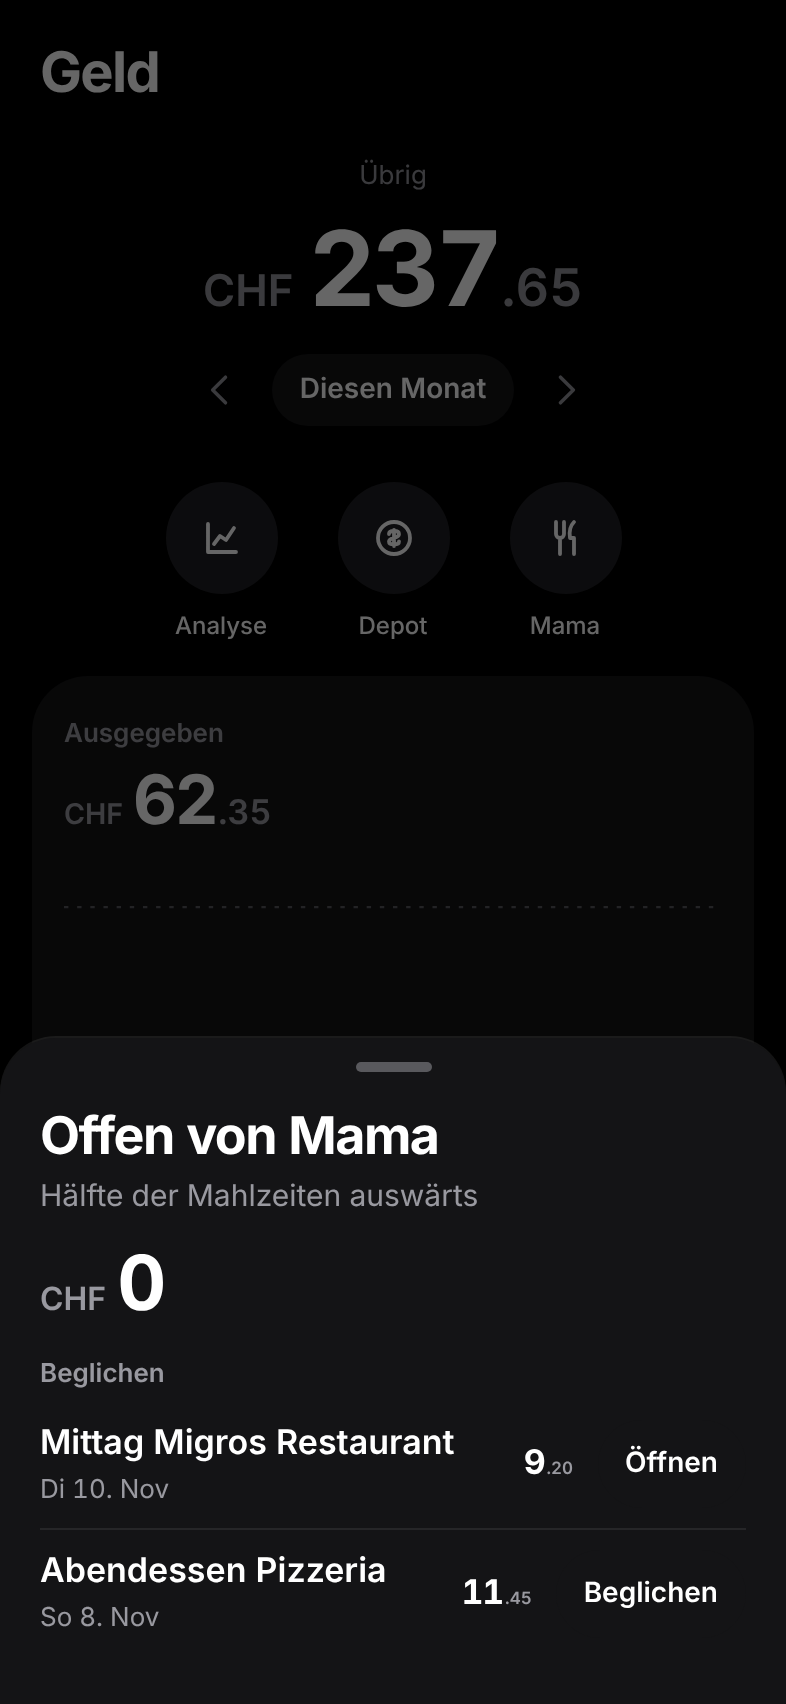 Geld
Übrig
CHF 237.65
Diesen Monat
Analyse
Depot
Mama
Ausgegeben
CHF 62.35
Offen von Mama
Hälfte der Mahlzeiten auswärts
CHF 0
Beglichen
Mittag Migros Restaurant
9.20
Öffnen
Di 10. Nov
Abendessen Pizzeria
11.45
Beglichen
So 8. Nov